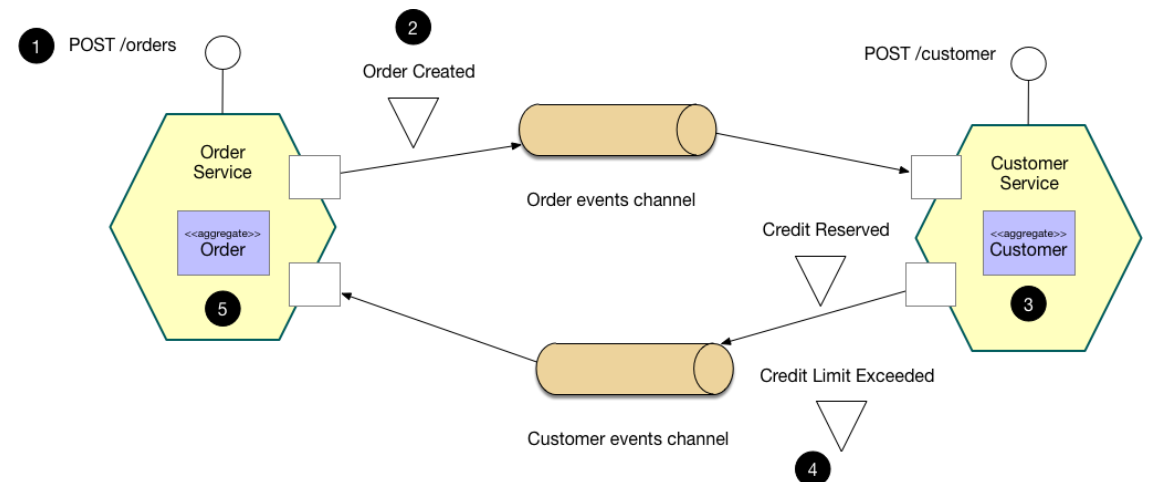 1
POST /orders
2
Order Created
POST /customer
Order
Service
<<aggregate>>
Order
5
Order events channel
Customer
Service
<<aggregate>>
Customer
3
Credit Reserved
Credit Limit Exceeded
4
Customer events channel